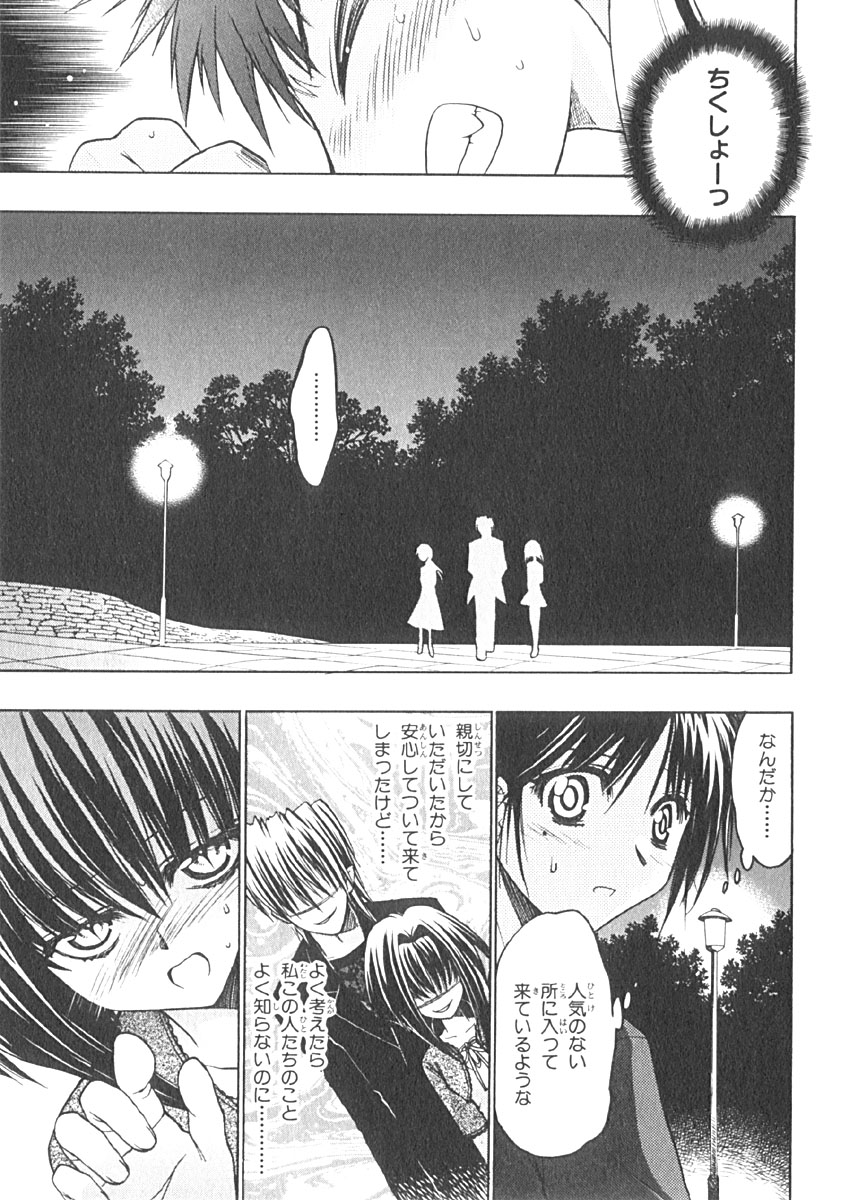 ちくしょーっ
………
なんだか……
人気のない
所に入って
来ているような
親切にして
いただいたから
安心してついて来て
しまったけど……
よく考えたら
私この人たちのこと
よく知らないのに…………